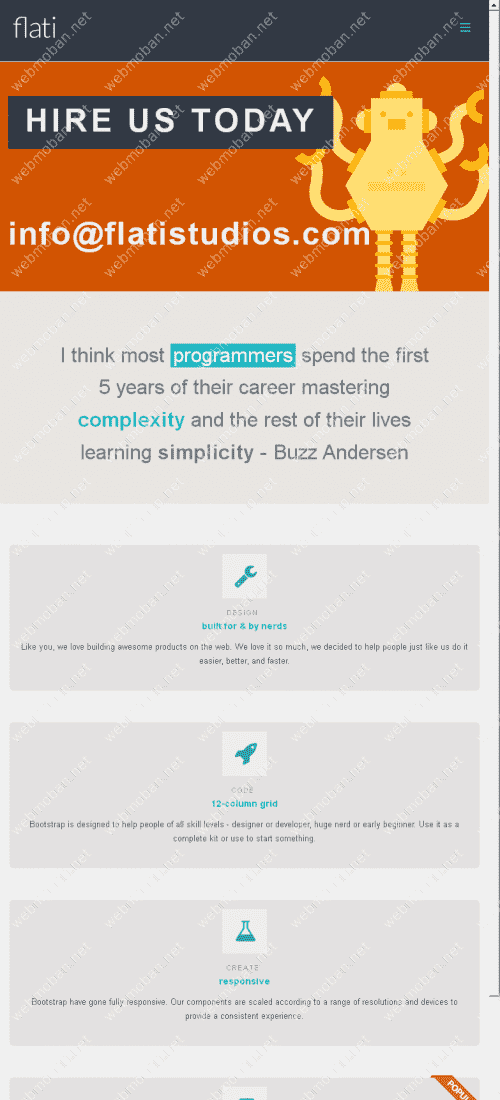 flati
HIRE US TODAY
info@flatistudios.com
I think most programmers spend the first
5 years of their career mastering
complexity and the rest of their lives
learning simplicity - Buzz Andersen
DESIGN
built for & by nerds
Like you, we love building awesome products on the web. We love it so much, we decided to help people just like us do it
easier, better, and faster.
CODE
12-column grid
Bootstrap is designed to help people of all skill levels - designer or developer, huge nerd or early beginner. Use it as a
complete kit or use to start something.
CREATE
responsive
Bootstrap have gone fully responsive. Our components are scaled according to a range of resolutions and devices to
provide a consistent experience.
POPU
webmoban.net